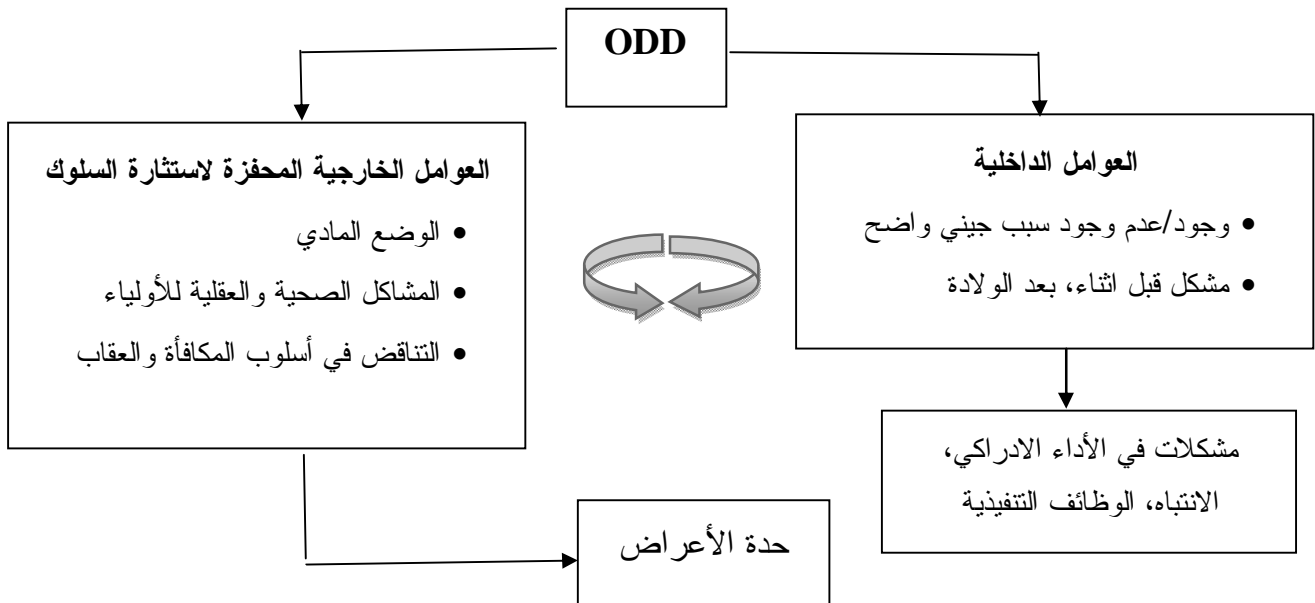 ODD
العوامل الداخلية
• وجود/عدم وجود سبب جيني واضح
• مشكل قبل اثناء، بعد الولادة
العوامل الخارجية المحفزة لاستثارة السلوك
• الوضع المادي
• المشاكل الصحية والعقلية للأولياء
• التناقض في أسلوب المكافأة والعقاب
مشكلات في الأداء الادراكي،
الانتباه، الوظائف التنفيذية
حدة الأعراض